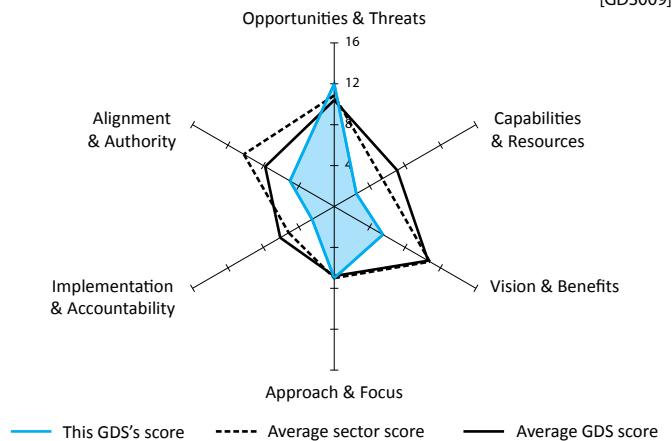 [GDS009]
Opportunities & Threats
16
12
8
4
Alignment
& Authority
Capabilities
& Resources
Implementation
& Accountability
Vision & Benefits
Approach & Focus
This GDS's score
Average sector score
Average GDS score